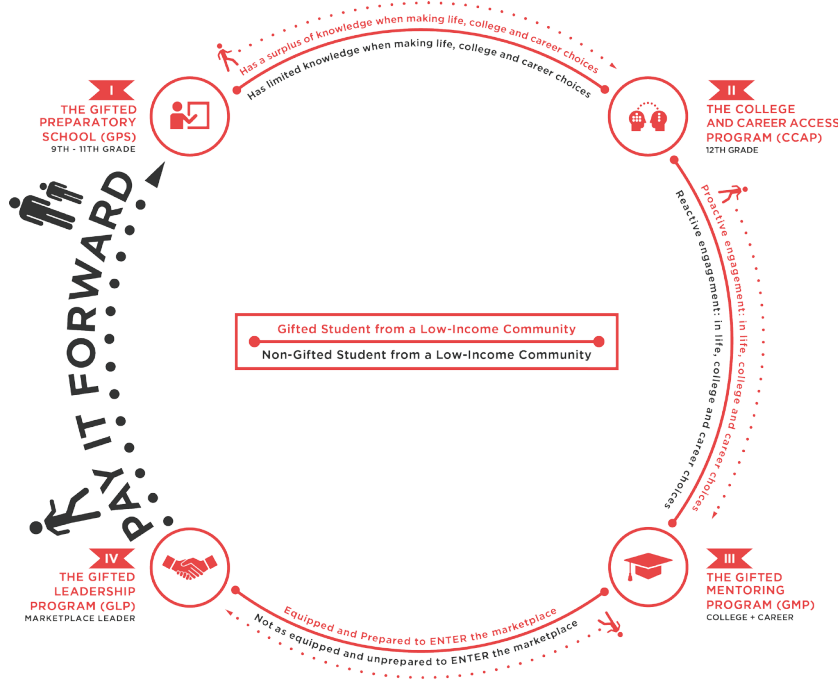 Has a surplus of knowledge when making life, college and career choices
Has limited knowledge when making life, college and career choices
I
THE GIFTED
PREPARATORY
SCHOOL (GPS)
9TH - 11TH GRADE
II
THE COLLEGE
AND CAREER ACCESS
PROGRAM (CCAP)
12TH GRADE
Proactive engagement: in life, college and career choices
Reactive engagement: in life, college and career choices
PAY IT FORWARD
Gifted Student from a Low-Income Community
Non-Gifted Student from a Low-Income Community
IV
THE GIFTED
LEADERSHIP
PROGRAM (GLP)
MARKETPLACE LEADER
III
THE GIFTED
MENTORING
PROGRAM (GMP)
COLLEGE + CAREER
Equipped and Prepared to ENTER the marketplace
Not as equipped and unprepared to ENTER the marketplace